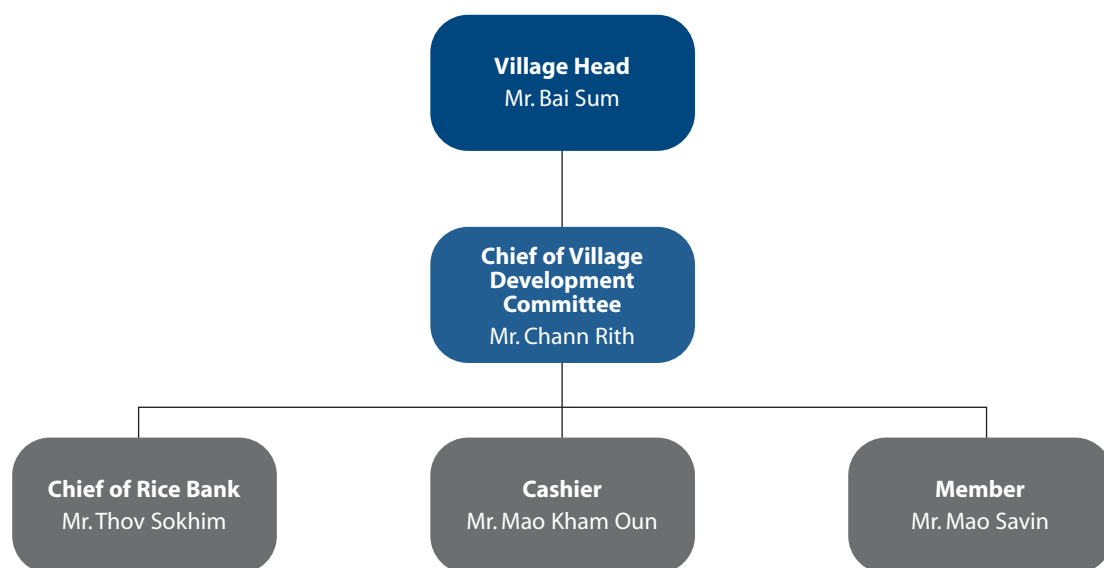 Village Head
Mr. Bai Sum
Chief of Village
Development
Committee
Mr. Chann Rith
Chief of Rice Bank
Mr. Thov Sokhim
Cashier
Mr. Mao Kham Oun
Member
Mr. Mao Savin